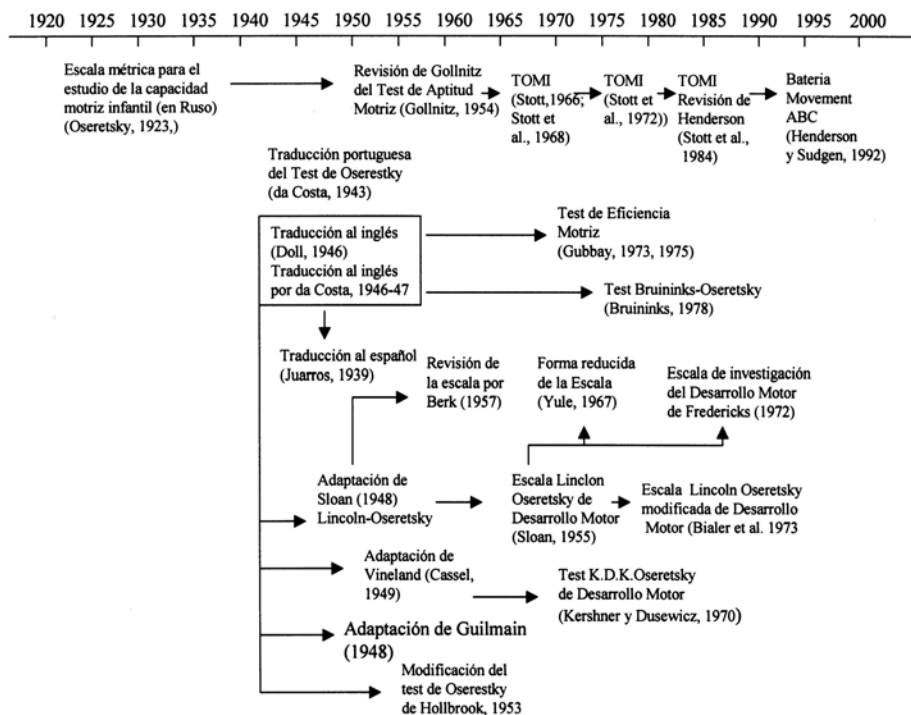 1920 1925 1930 1935 1940 1945 1950 1955 1960 1967 1970 1975 1980 1985 1990 1995 2000
Escala métrica para el
estudio de la capacidad
motriz infantil (en Ruso)
(Oseretsky, 1923,)
Revisión de Gollnitz
del Test de Aptitud
Motriz (Gollnitz, 1954)
TOMI
(Stott,1966;
Stott et
al., 1968)
TOMI
(Stott et
al., 1972))
TOMI
Revisión de
Henderson
(Stott et al.,
1984)
Bateria
Movement
ABC
(Henderson
y Sudgen, 1992)
Traducción portuguesa
del Test de Oserestky
(da Costa, 1943)
Traducción al inglés
(Doll, 1946)
Traducción al inglés
por da Costa, 1946-47
Test de Eficiencia
Motriz
(Gubbay, 1973, 1975)
Test Bruininks-Oseretsky
(Bruininks, 1978)
Traducción al español
(Juarros, 1939)
Revisión de
la escala por
Berk (1957)
Forma reducida
de la Escala
(Yule, 1967)
Escala de investigación
del Desarrollo Motor
de Fredericks (1972)
Adaptación de
Sloan (1948)
Lincoln-Oseretsky
Escala Linclon
Oseretsky de
Desarrollo Motor
(Sloan, 1955)
Escala Lincoln Oseretsky
modificada de Desarrollo
Motor (Bialer et al. 1973
Adaptación de
Vineland (Cassel,
1949)
Test K.D.K.Oseretsky
de Desarrollo Motor
(Kershner y Dusewicz, 1970)
Adaptación de Guilmain
(1948)
Modificación del
test de Oserestky
de Hollbrook, 1953